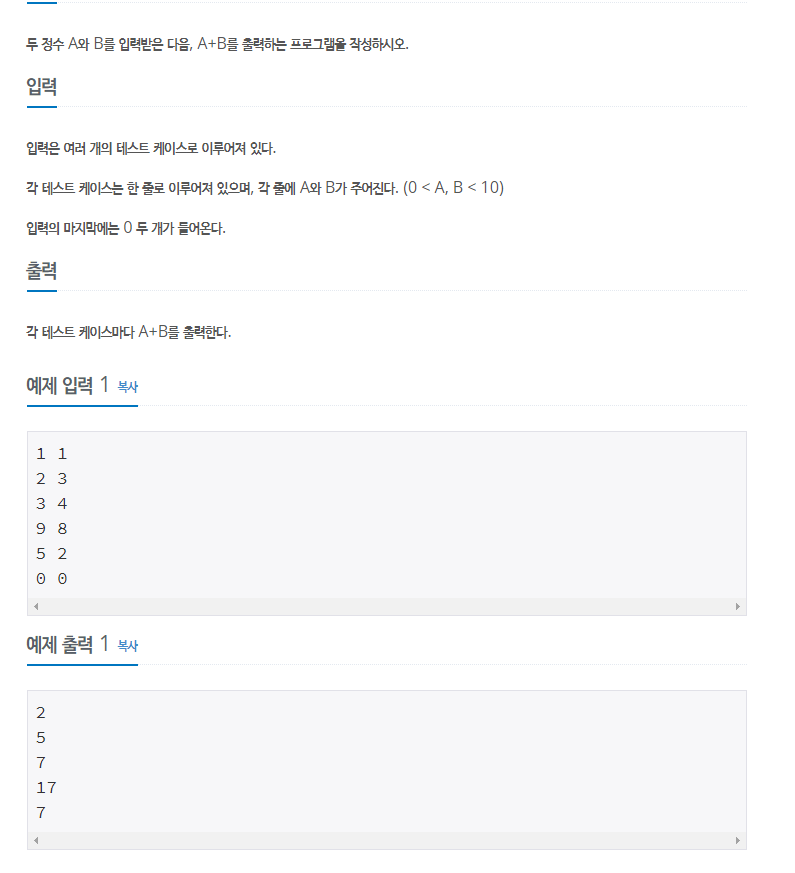 두 정수 A와 B를 입력받은 다음, A+B를 출력하는 프로그램을 작성하시오.
입력
입력은 여러 개의 테스트 케이스로 이루어져 있다.
각 테스트 케이스는 한 줄로 이루어져 있으며, 각 줄에 A와 B가 주어진다. (0 < A, B < 10)
입력의 마지막에는 0 두 개가 들어온다.
출력
각 테스트 케이스마다 A+B를 출력한다.
예제 입력 1 복사
1 1
2 3
3 4
9 8
5 2
0 0
예제 출력 1 복사
2
5
7
17
7